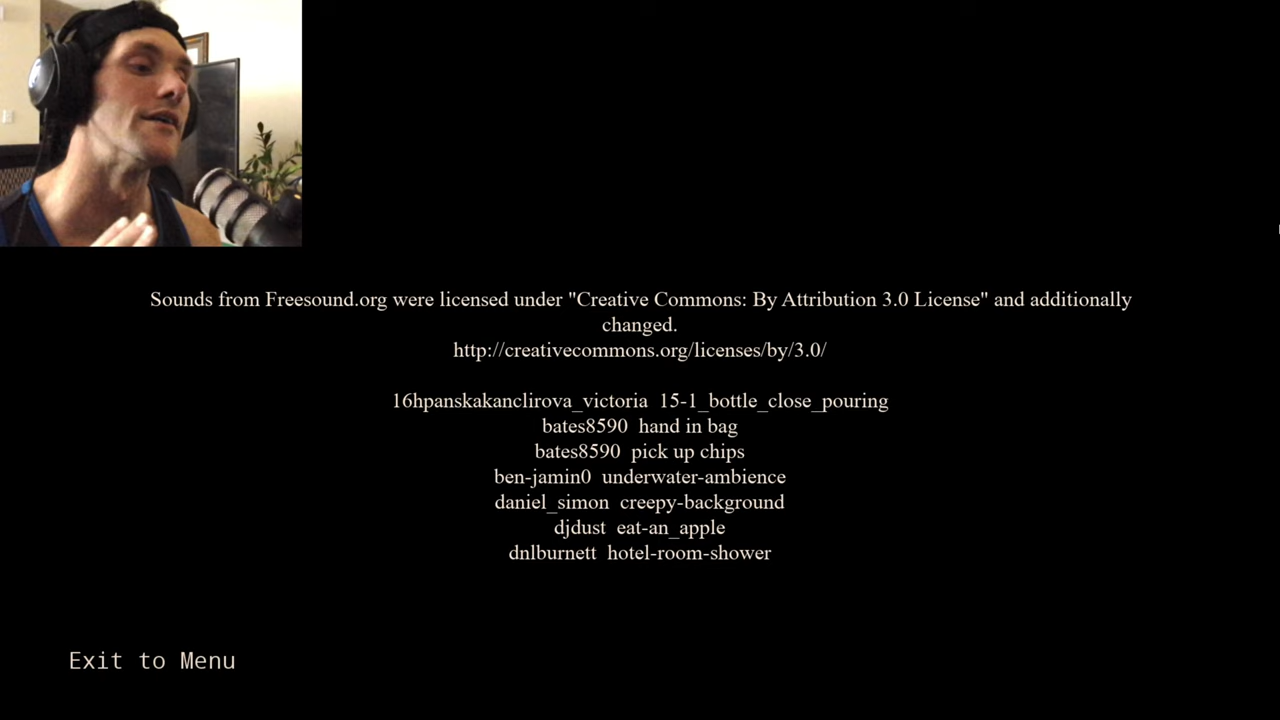 Sounds from Freesound.org were licensed under "Creative Commons: By Attribution 3.0 License" and additionally
changed.
http://creativecommons.org/licenses/by/3.0/
16hpanskakanclirova_victoria 15-1_bottle_close_pouring
bates8590 hand in bag
bates8590 pick up chips
ben-jamin0 underwater-ambience
daniel_simon creepy-background
djdust eat-an_apple
dnlburnett hotel-room-shower
Exit to Menu